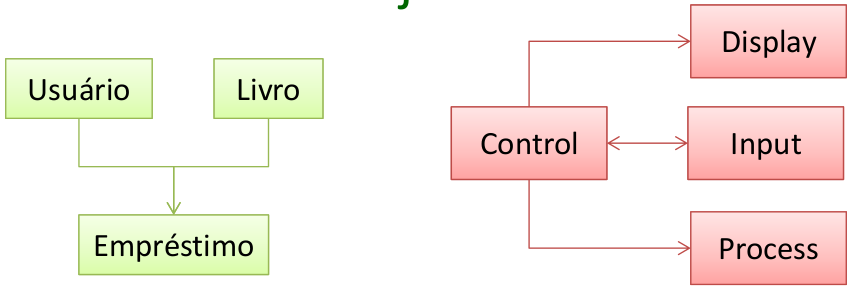 Usuário
Livro
Empréstimo
Display
Control
Input
Process